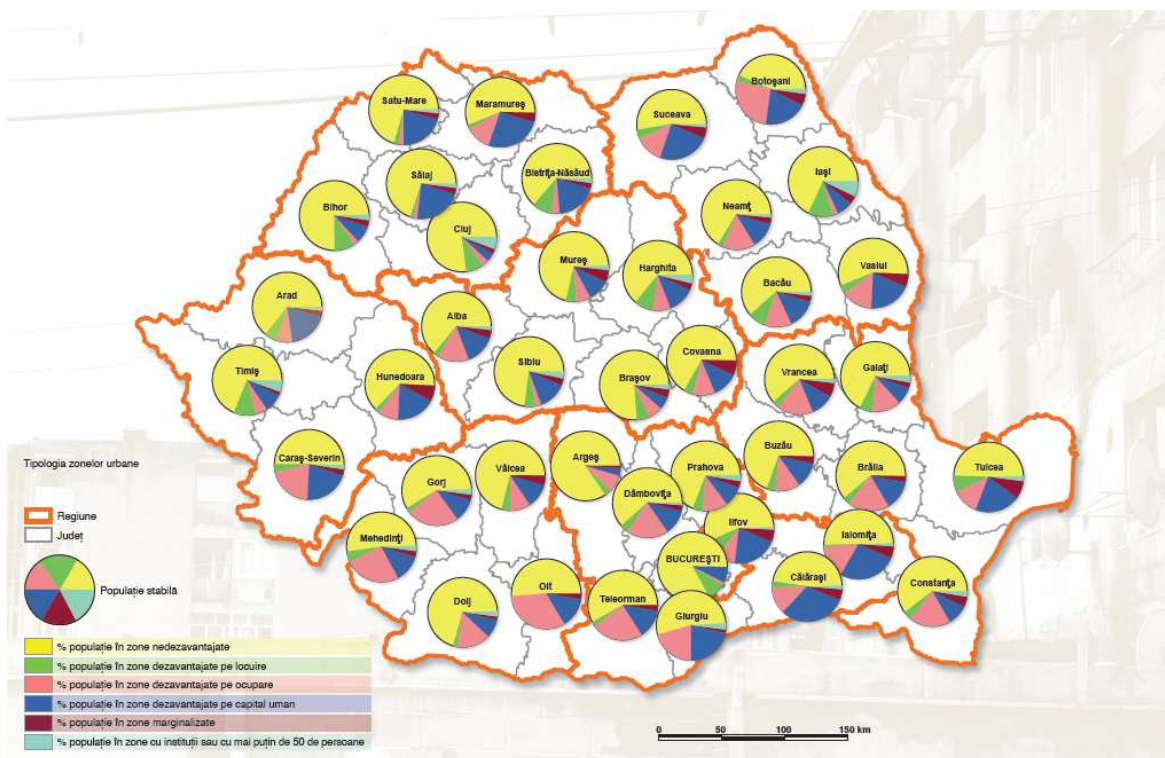 Botoşani
Satu-Mare
Maramureş
Suceava
Sălaj
Bistriţa-Năsăud
Iaşi
Bihor
Cluj
Neamţ
Mureş
Harghita
Vaslui
Bacău
Arad
Alba
Sibiu
Covasna
Timiş
Hunedoara
Braşov
Vrancea
Galaţi
Caraş-Severin
Tipologia zonelor urbane
Gorj
Vâlcea
Argeş
Prahova
Buzău
Brăila
Tulcea
Dâmboviţa
Regiune
Judeţ
Mehedinţi
Ilfov
Ialomiţa
BUCUREŞTI
Populaţie stabilă
Călăraşi
Constanţa
Dolj
Olt
Teleorman
Giurgiu
% populaţie în zone nedezavantajate
% populaţie în zone dezavantajate pe locuire
% populaţie în zone dezavantajate pe ocupare
% populaţie în zone dezavantajate pe capital uman
% populaţie în zone marginalizate
% populaţie în zone cu instituţii sau cu mai puţin de 50 de persoane
0 50 100 150 km